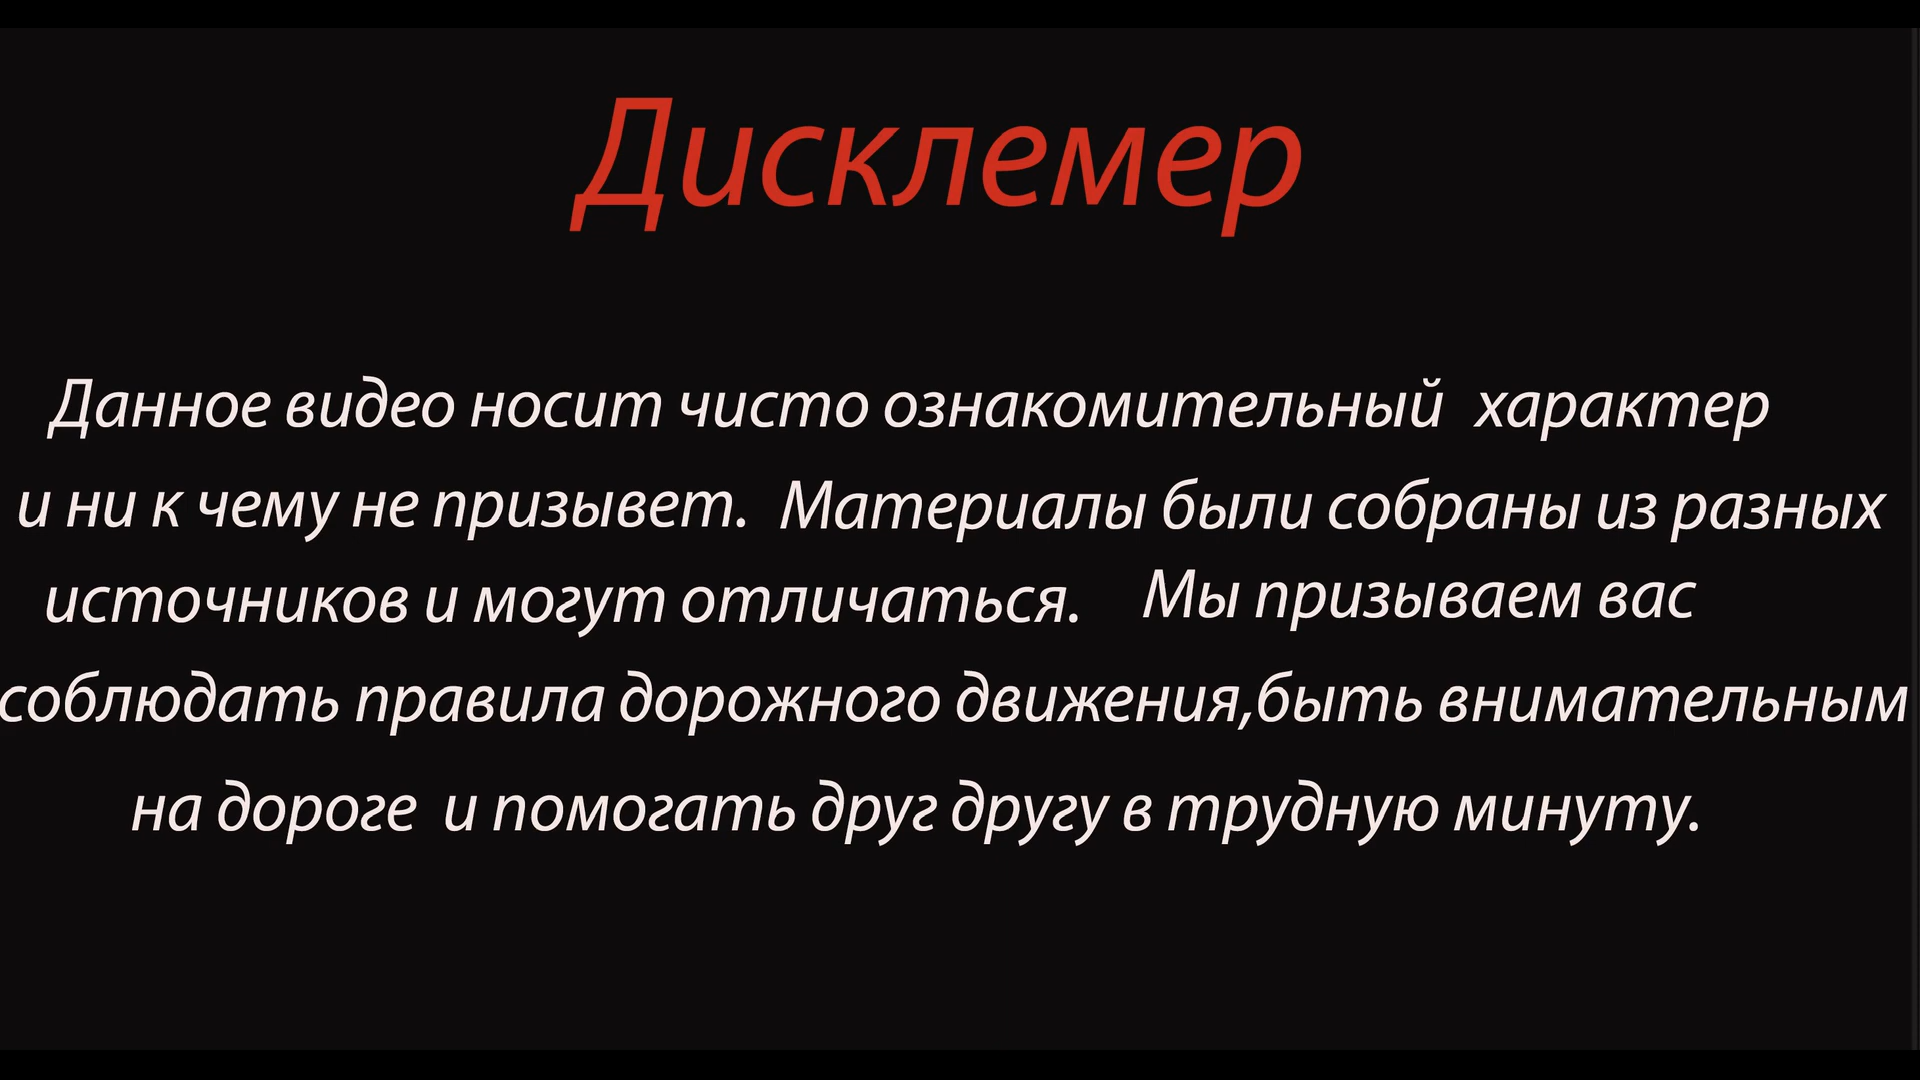 Дисклемер
Данное видео носит чисто ознакомительный характер
и ни к чему не призывет. Материалы были собраны из разных
источников и могут отличаться. Мы призываем вас
соблюдать правила дорожного движения,быть внимательным
на дороге и помогать друг другу в трудную минуту.